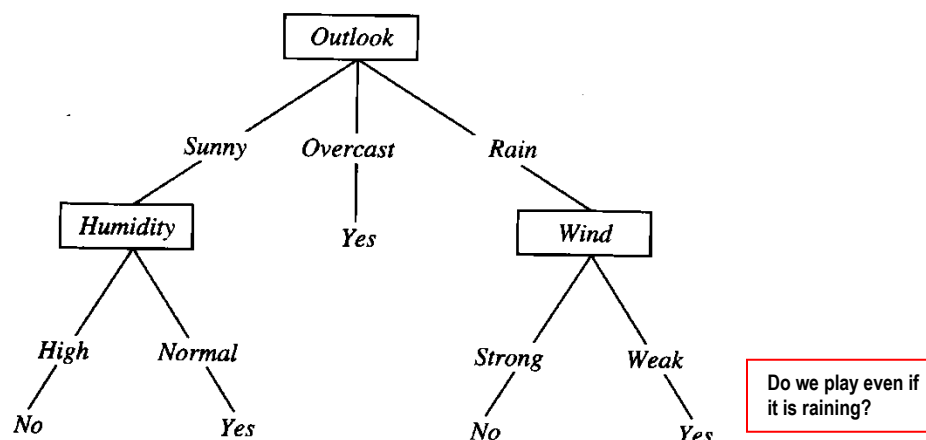 Outlook
Sunny Overcast Rain
Humidity Yes Wind
High Normal Strong Weak
No Yes No Yes
Do we play even if
it is raining?